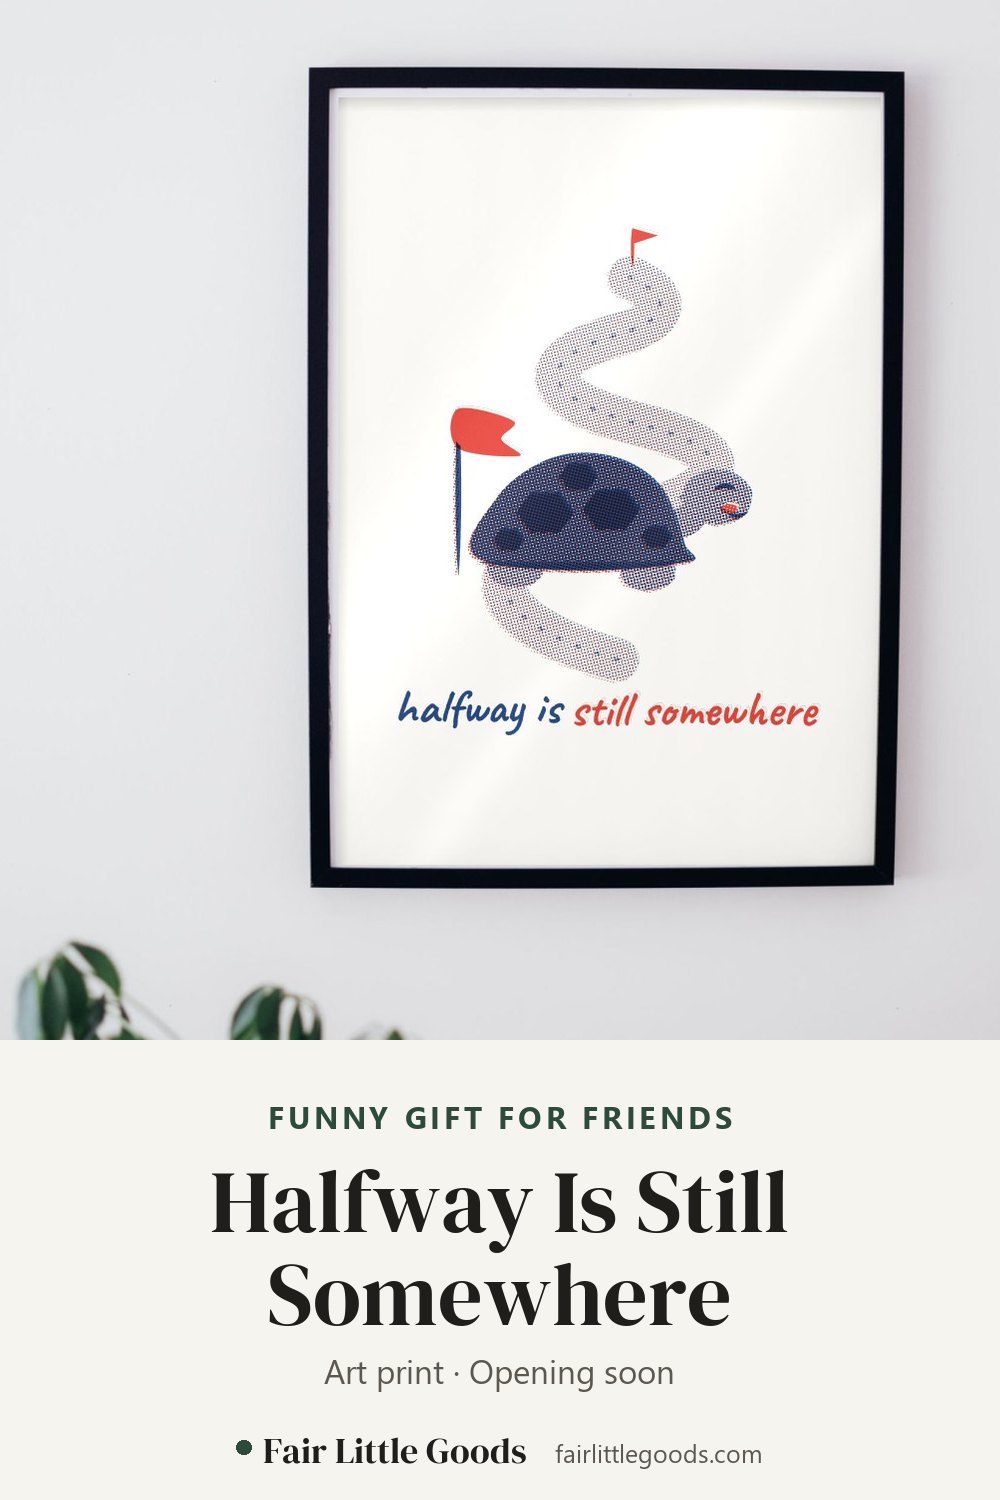 halfway is still somewhere
FUNNY GIFT FOR FRIENDS
Halfway Is Still
Somewhere
Art print · Opening soon
Fair Little Goods fairlittlegoods.com